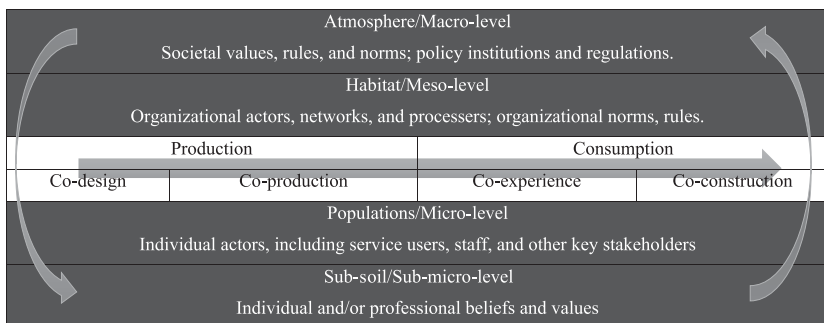 Atmosphere/Macro-level
Societal values, rules, and norms; policy institutions and regulations.
Habitat/Meso-level
Organizational actors, networks, and processers; organizational norms, rules.
Production Consumption
Co-design Co-production Co-experience Co-construction
Populations/Micro-level
Individual actors, including service users, staff, and other key stakeholders
Sub-soil/Sub-micro-level
Individual and/or professional beliefs and values